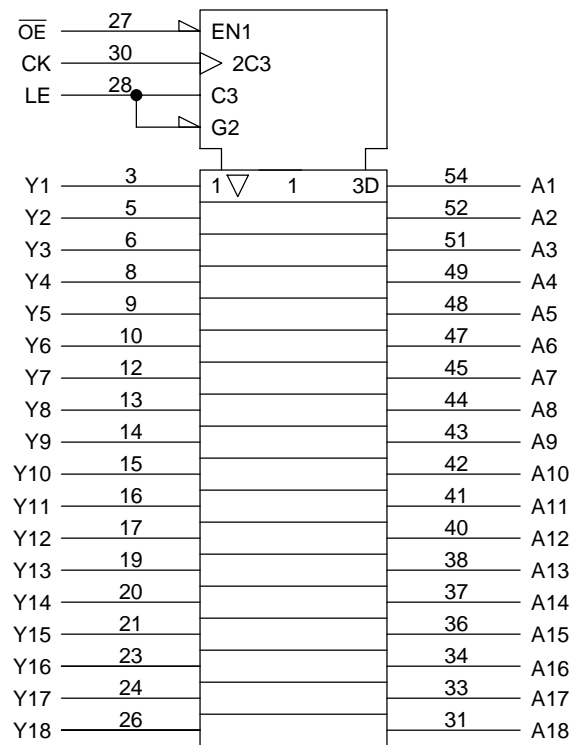 OE 27 EN1
CK 30 2C3
LE 28 C3
G2
Y1 3 1 1 3D 54 A1
Y2 5 52 A2
Y3 6 51 A3
Y4 8 49 A4
Y5 9 48 A5
Y6 10 47 A6
Y7 12 45 A7
Y8 13 44 A8
Y9 14 43 A9
Y10 15 42 A10
Y11 16 41 A11
Y12 17 40 A12
Y13 19 38 A13
Y14 20 37 A14
Y15 21 36 A15
Y16 23 34 A16
Y17 24 33 A17
Y18 26 31 A18